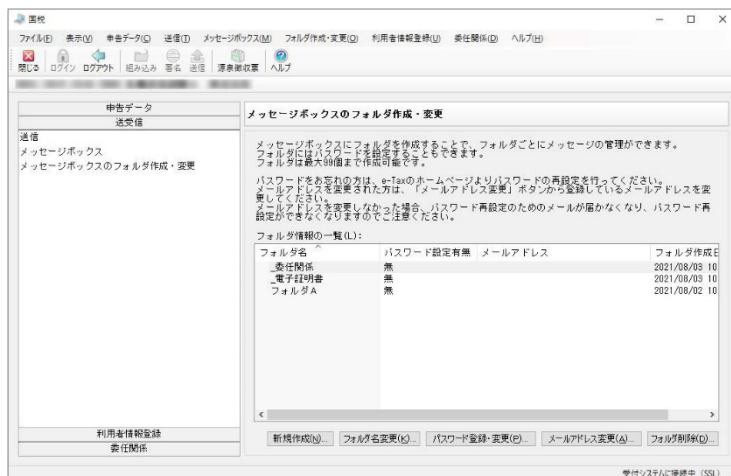 国税
ファイル(F) 表示(V) 申告データ(C) 送信(T) メッセージボックス(M) フォルダ作成・変更(O) 利用者情報登録(U) 委任関係(D) ヘルプ(H)
閉じる ログイン ログアウト 組み込み 署名 送信 源泉徴収票 ヘルプ
申告データ
送受信
送信
メッセージボックス
メッセージボックスのフォルダ作成・変更
利用者情報登録
委任関係
メッセージボックスのフォルダ作成・変更
メッセージボックスにフォルダを作成することで、フォルダごとにメッセージの管理ができます。
フォルダにはパスワードを設定することもできます。
フォルダは最大99個まで作成可能です。
パスワードをお忘れの方は、e-Taxのホームページよりパスワードの再設定を行ってください。
メールアドレスを変更された方は、「メールアドレス変更」ボタンから登録しているメールアドレスを変
更してください。
メールアドレスを変更しなかった場合、パスワード再設定のためのメールが届かなくなり、パスワード再
設定ができなくなりますのでご注意ください。
フォルダ情報の一覧(L):
フォルダ名 パスワード設定有無 メールアドレス フォルダ作成日
_委任関係 無 2021/08/03 10
_電子証明書 無 2021/08/03 10
フォルダA 無 2021/08/02 10
新規作成(N)... フォルダ名変更(K)... パスワード登録・変更(P)... メールアドレス変更(A)... フォルダ削除(D)...
受付システムに接続中 (SSL)